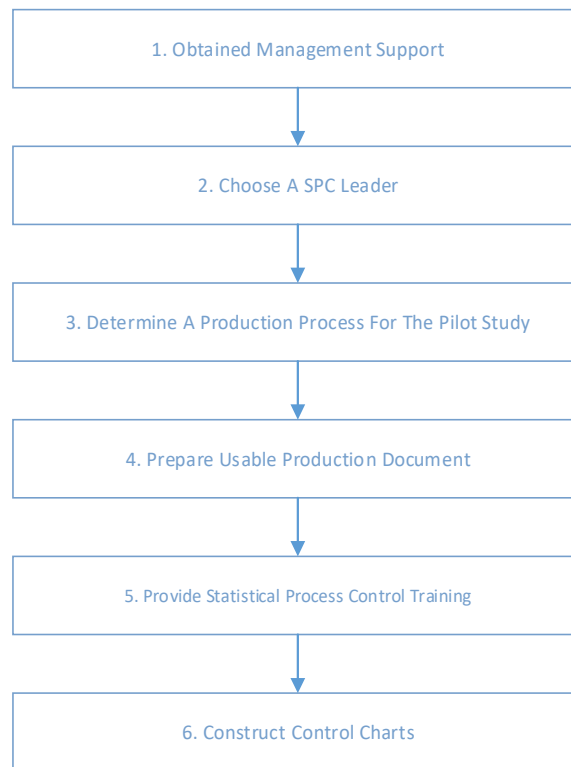 1. Obtained Management Support
2. Choose A SPC Leader
3. Determine A Production Process For The Pilot Study
4. Prepare Usable Production Document
5. Provide Statistical Process Control Training
6. Construct Control Charts